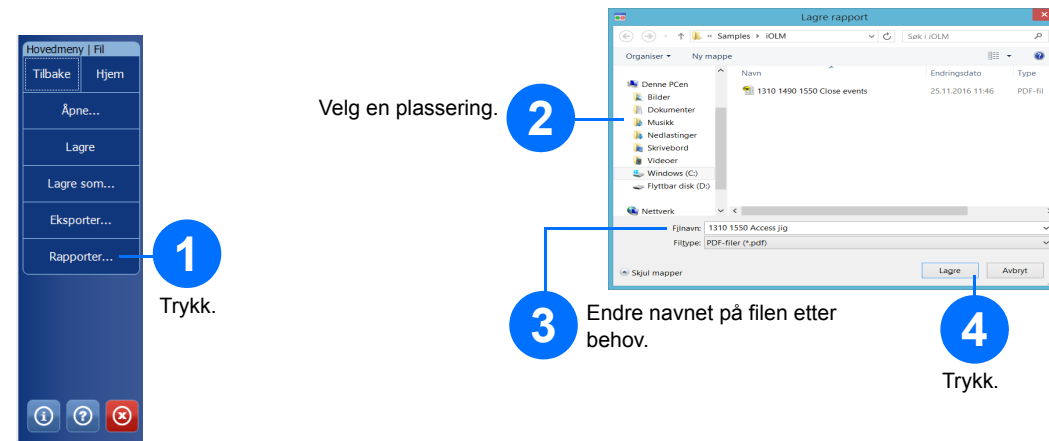 Hovedmeny | Fil
Tilbake Hjem
Åpne...
Lagre
Lagre som...
Eksporter...
Rapporter...
1
Trykk.
Velg en plassering.
2
Lagre rapport
« Samples iOLM
Søk i iOLM
Organiser Ny mappe
Navn Endringsdato Type
1310 1490 1550 Close events 25.11.2016 11:46 PDF-fil
Denne PCen
Bilder
Dokumenter
Musikk
Nedlastinger
Skrivebord
Videoer
Windows (C:)
Flyttbar disk (D:)
Nettverk
Filnavn: 1310 1550 Access jig
Filtype: PDF-filer (*.pdf)
Skjul mapper
Lagre Avbryt
3
Endre navnet på filen etter
behov.
4
Trykk.